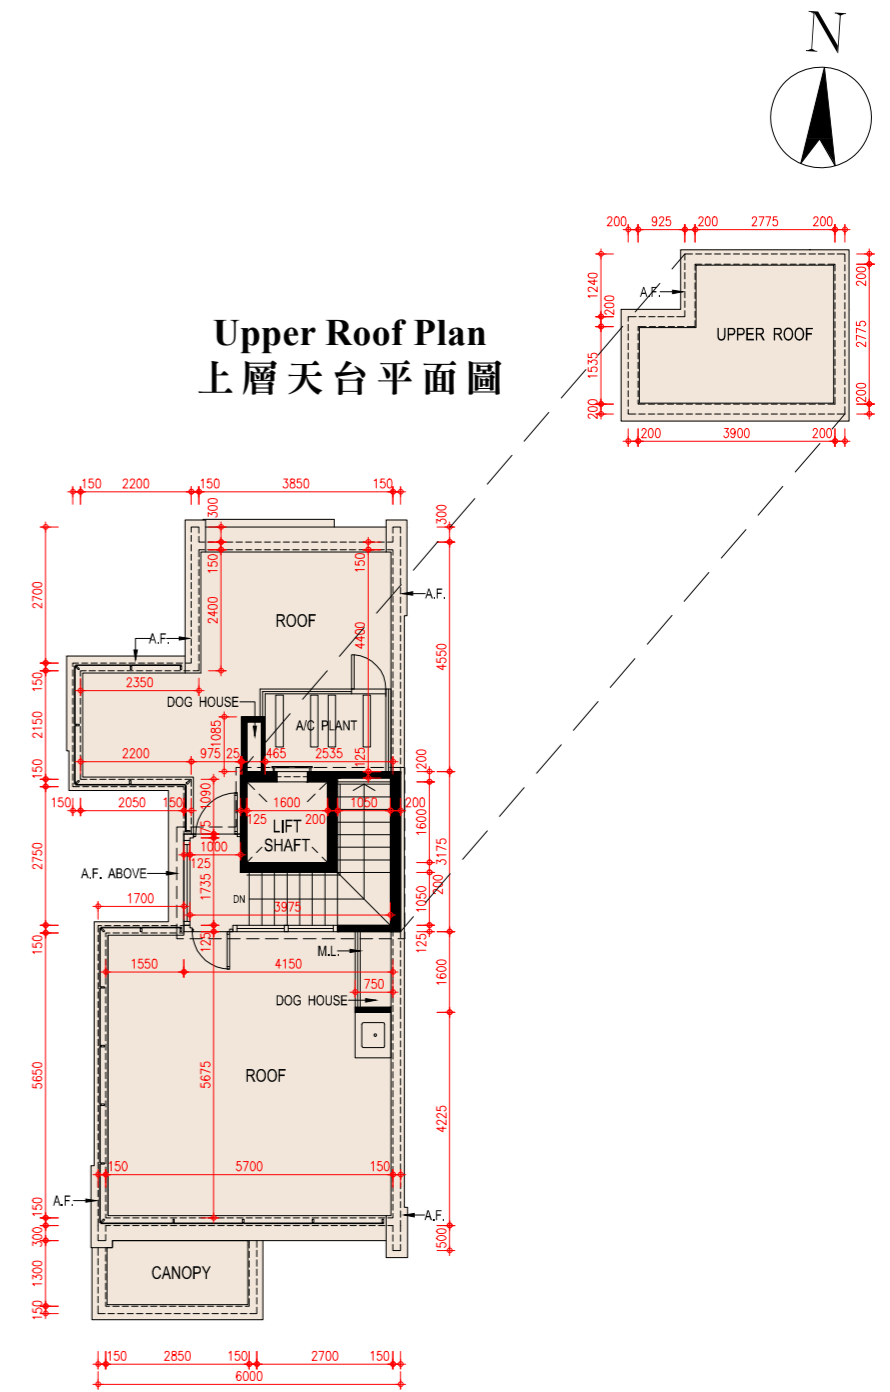 N
200 925 200 2775 200
1240
200
A.F.
200
UPPER ROOF
2775
1535
200
200
200 3900 200
Upper Roof Plan
上層天台平面圖
150 2200 150 3850 150
300
300
150
150
2700
2400
ROOF
4400
A.F.
4550
A.F.
150
2350
DOG HOUSE
1085
A/C PLANT
2150
2200 975 25 465 2535
125
200
150
1090
150 2050 150
1600
1050
200
125
200
1600
LIFT
SHAFT
75
1000
125
3175
2750
A.F. ABOVE
1735
200
DN
1700
3975
1050
150
125
125
M.L.
1550
4150
750
1600
DOG HOUSE
5650
5675
ROOF
4225
150
5700
150
A.F.
150
A.F.
300
500
CANOPY
1300
150
150 2850 150 2700 150
6000